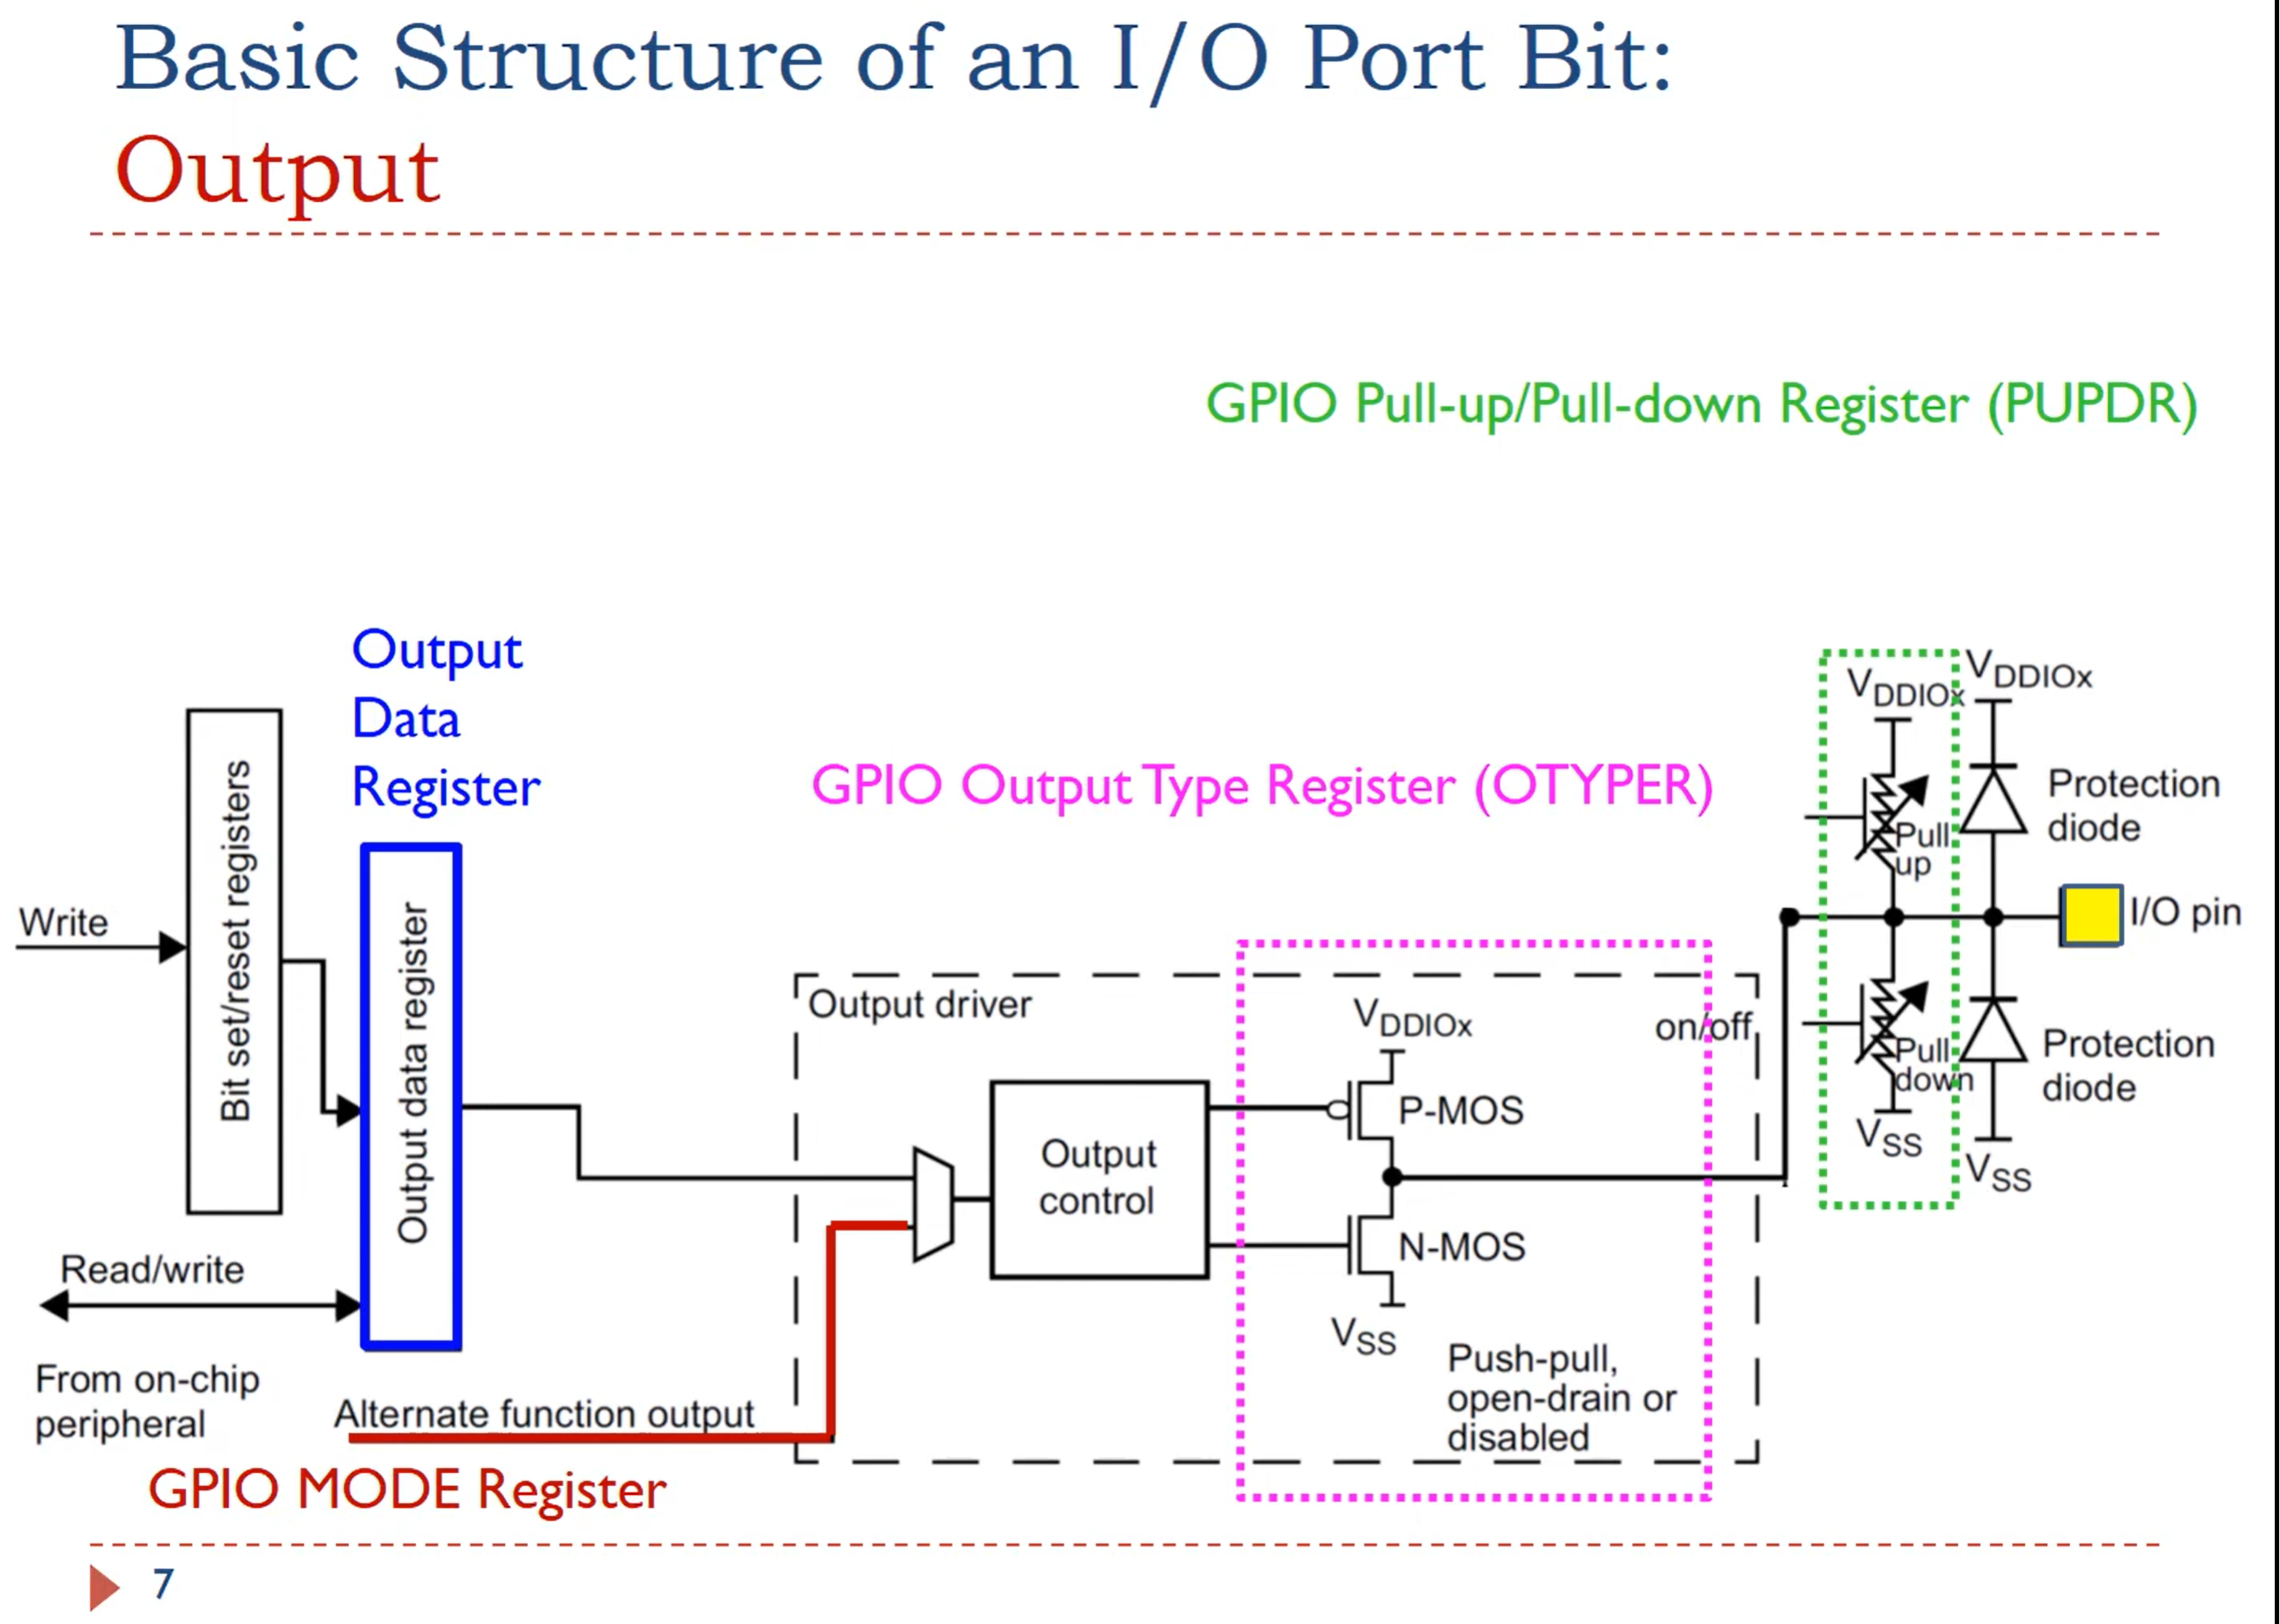 Basic Structure of an I/O Port Bit:
Output
GPIO Pull-up/Pull-down Register (PUPDR)
Output
Data
Register
GPIO Output Type Register (OTYPER)
Bit set/reset registers
Output data register
Write
Read/write
From on-chip
peripheral
Alternate function output
GPIO MODE Register
Output driver
Output
control
VDDIOx
P-MOS
N-MOS
VSS
on/off
Push-pull,
open-drain or
disabled
VDDIOx
Pull
up
Pull
down
VSS
VDDIOx
Protection
diode
I/O pin
Protection
diode
VSS
7